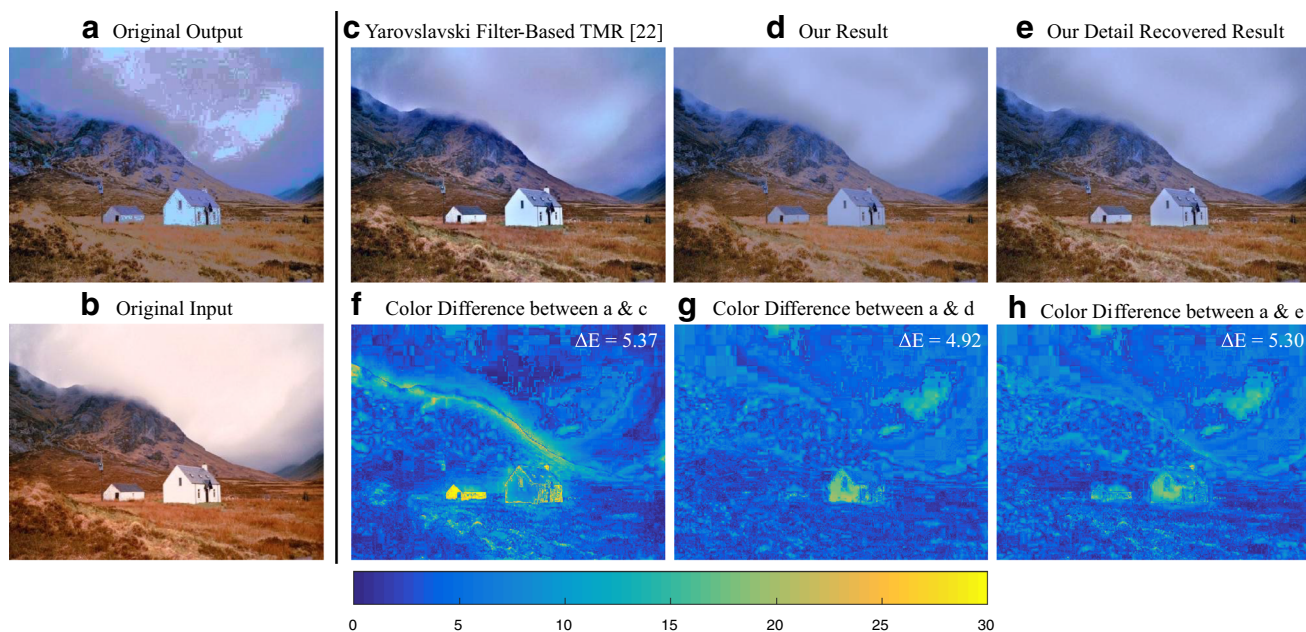 a Original Output
c Yarovslavski Filter-Based TMR [22]
d Our Result
e Our Detail Recovered Result
b Original Input
f Color Difference between a & c
g Color Difference between a & d
h Color Difference between a & e
ΔE = 5.37
ΔE = 4.92
ΔE = 5.30
0 5 10 15 20 25 30